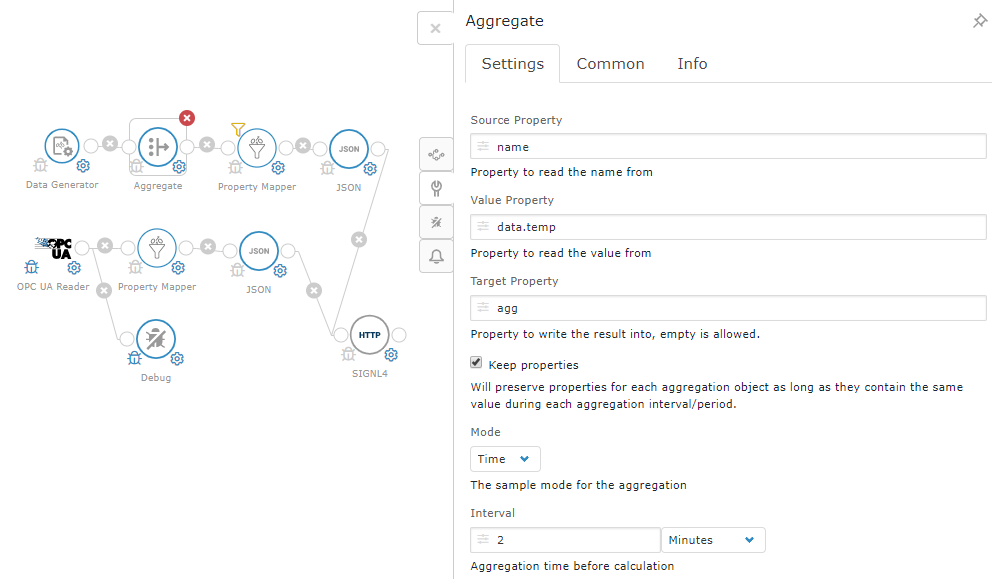 Aggregate
Settings Common Info
Source Property
name
Property to read the name from
Value Property
data.temp
Property to read the value from
Target Property
agg
Property to write the result into, empty is allowed.
Keep properties
Will preserve properties for each aggregation object as long as they contain the same
value during each aggregation interval/period.
Mode
Time
The sample mode for the aggregation
Interval
2 Minutes
Aggregation time before calculation
JSON
Data Generator Aggregate Property Mapper JSON
OPC
UA
JSON
OPC UA Reader Property Mapper JSON
HTTP
Debug SIGNL4